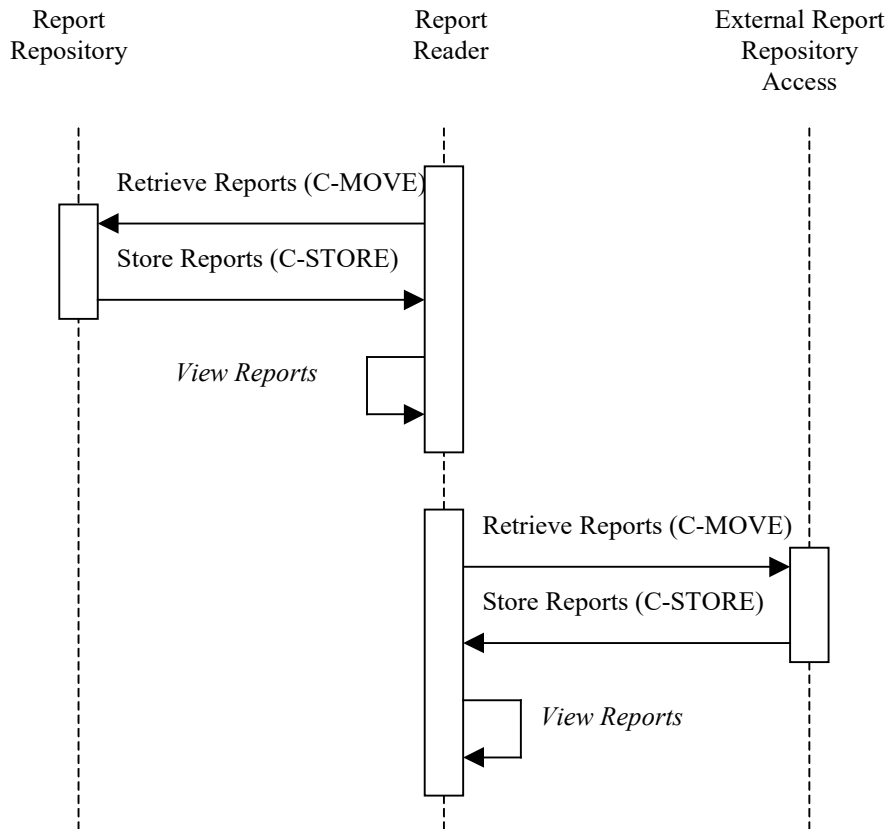 Report
Repository
Report
Reader
External Report
Repository
Access
Retrieve Reports (C-MOVE)
Store Reports (C-STORE)
View Reports
Retrieve Reports (C-MOVE)
Store Reports (C-STORE)
View Reports